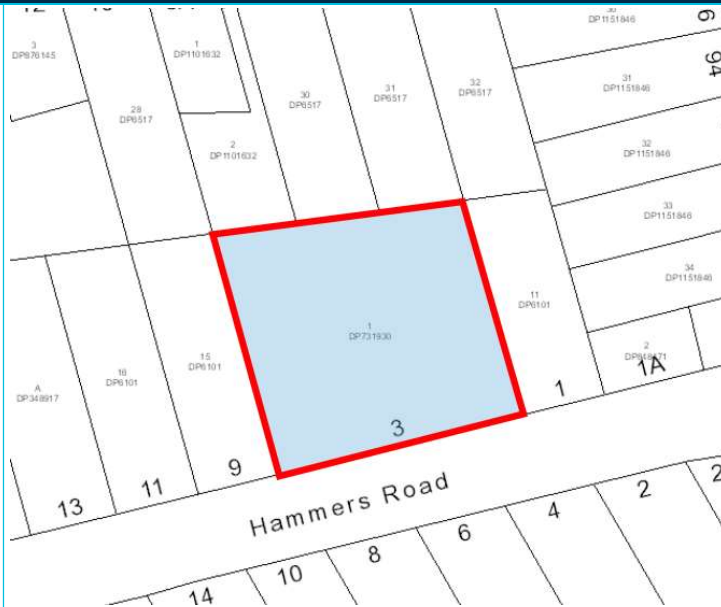 3
DP876145
1
DP1101632
28
DP6517
2
DP1101632
30
DP6517
31
DP6517
32
DP6517
DP1151846
31
DP1151846
32
DP1151846
33
DP1151846
34
DP1151846
94
11
DP6101
1
DP731930
15
DP6101
16
DP6101
A
DP348917
2
1A
1
3
9
11
13
Hammers Road
2
4
6
8
10
14